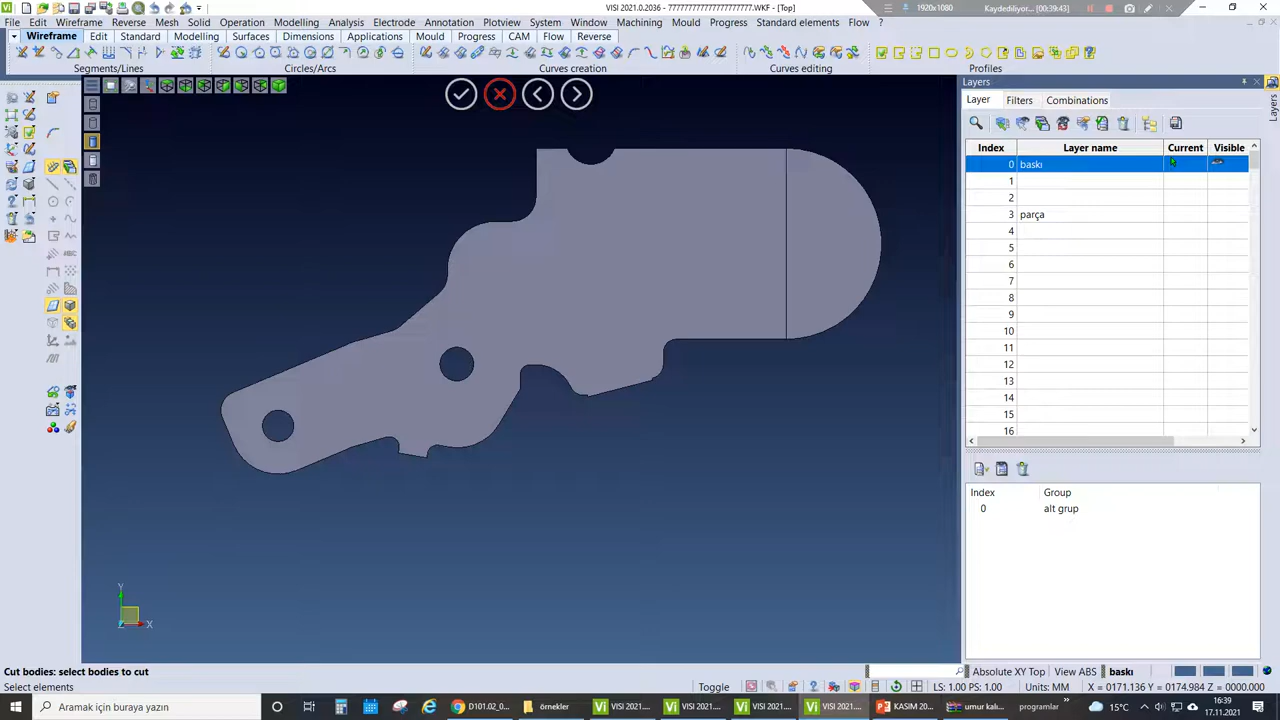 VISI 2021.0.2036 - 77777777777777777777.WKF - [Top]
1920x1080
Kaydediliyor...
[00:39:43]
File Edit Wireframe Reverse Mesh Solid Operation Modelling Analysis Electrode Annotation Plotview System Window Machining Mould Progress Standard elements Flow ?
Wireframe Edit Standard Modelling Surfaces Dimensions Applications Mould Progress CAM Flow Reverse
Segments/Lines Circles/Arcs Curves creation Curves editing Profiles
Layers
Layer Filters Combinations
Index Layer name Current Visible
0 baskı
1
2
3 parça
4
5
6
7
8
9
10
11
12
13
14
15
16
Index Group
0 alt grup
Layers
Y
Z X
Cut bodies: select bodies to cut
Absolute XY Top View ABS baskı
Select elements
Toggle
LS: 1.00 PS: 1.00 Units: MM X = 0171.136 Y = 0174.984 Z = 0000.000
Aramak için buraya yazın
D101.02_0...
örnekler
VISI 2021....
VISI 2021....
VISI 2021....
VISI 2021....
KASIM 20...
umur kalı...
programlar
15°C
16:39
17.11.2021